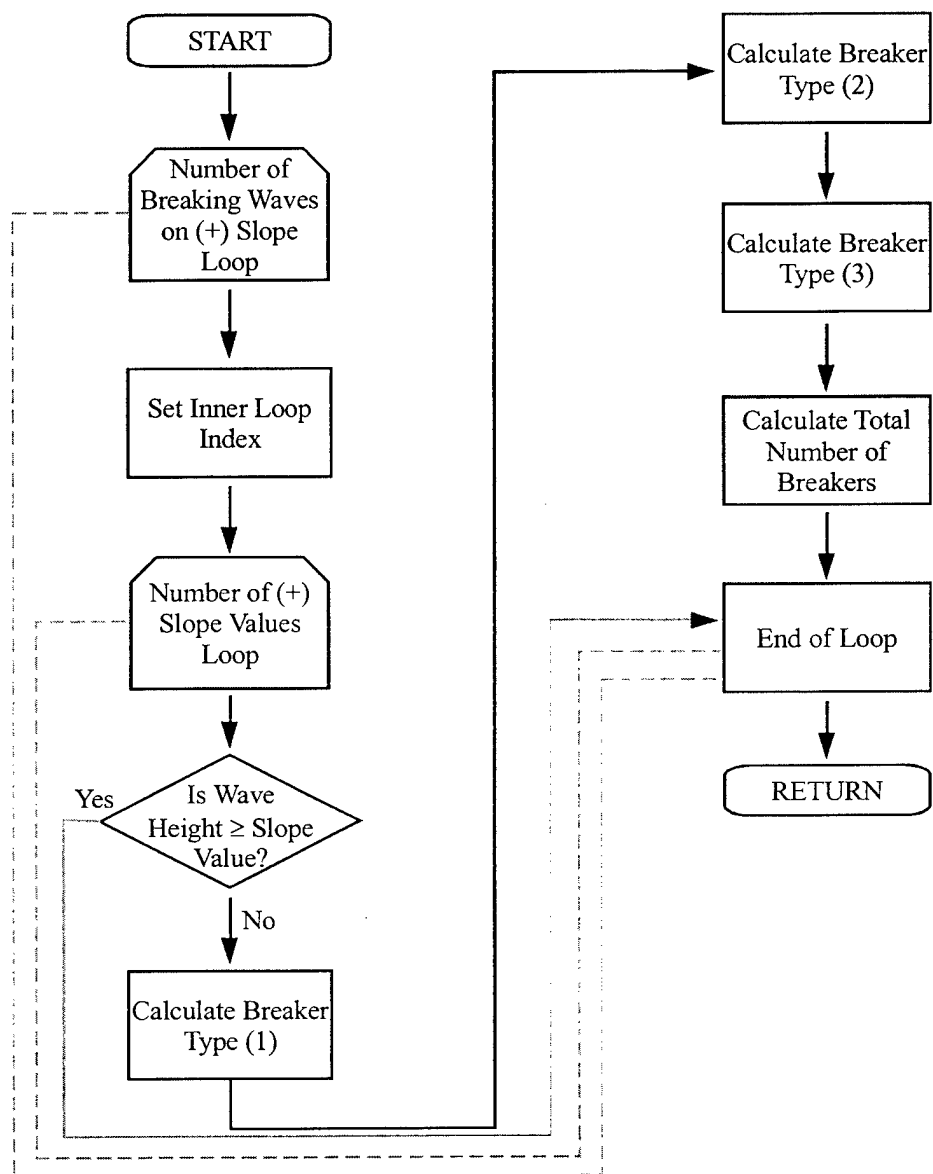 START
Number of
Breaking Waves
on (+) Slope
Loop
Set Inner Loop
Index
Number of (+)
Slope Values
Loop
Yes
Is Wave
Height ≥ Slope
Value?
No
Calculate Breaker
Type (1)
Calculate Breaker
Type (2)
Calculate Breaker
Type (3)
Calculate Total
Number of
Breakers
End of Loop
RETURN